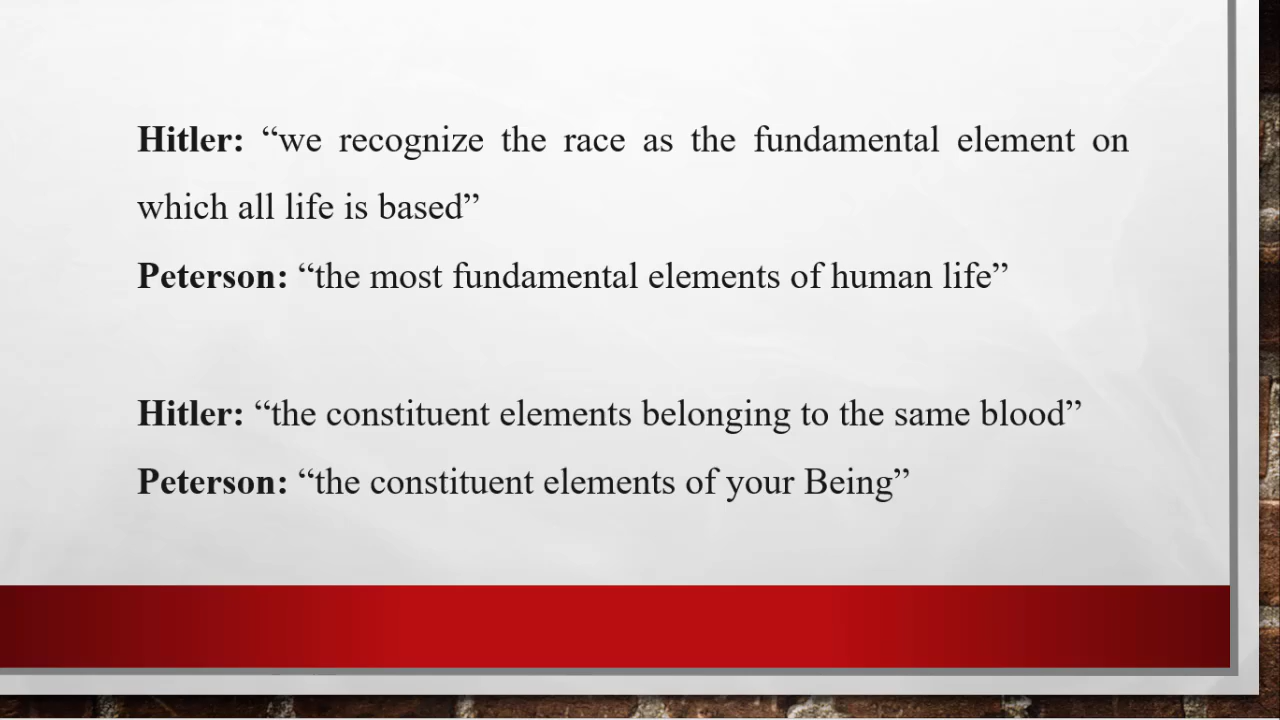 Hitler: “we recognize the race as the fundamental element on
which all life is based”
Peterson: “the most fundamental elements of human life”
Hitler: “the constituent elements belonging to the same blood”
Peterson: “the constituent elements of your Being”